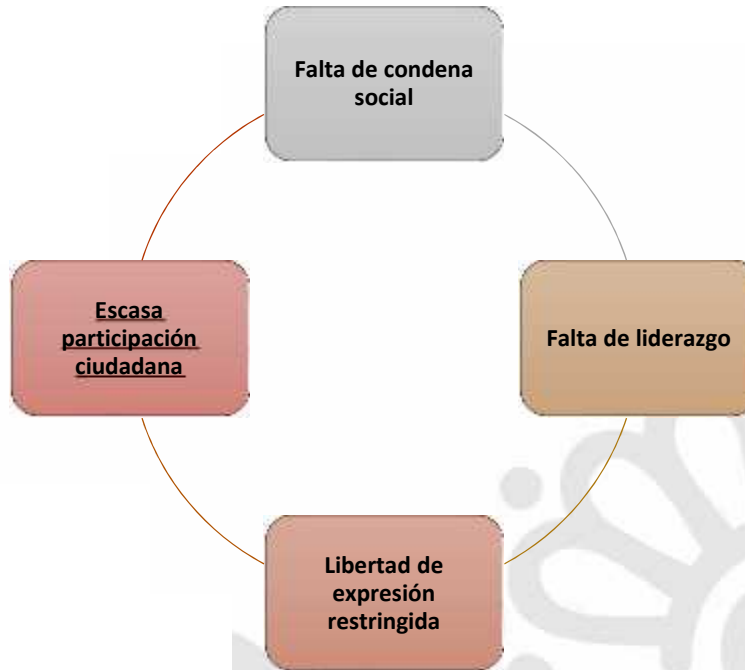 Falta de condena
social
Falta de liderazgo
Libertad de
expresión
restringida
Escasa
participación
ciudadana